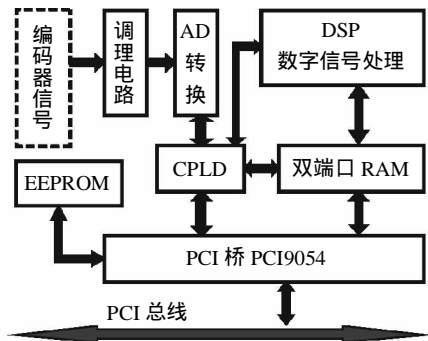 编码器信号
调理电路
AD
转换
DSP
数字信号处理
CPLD
双端口 RAM
EEPROM
PCI 桥 PCI9054
PCI 总线